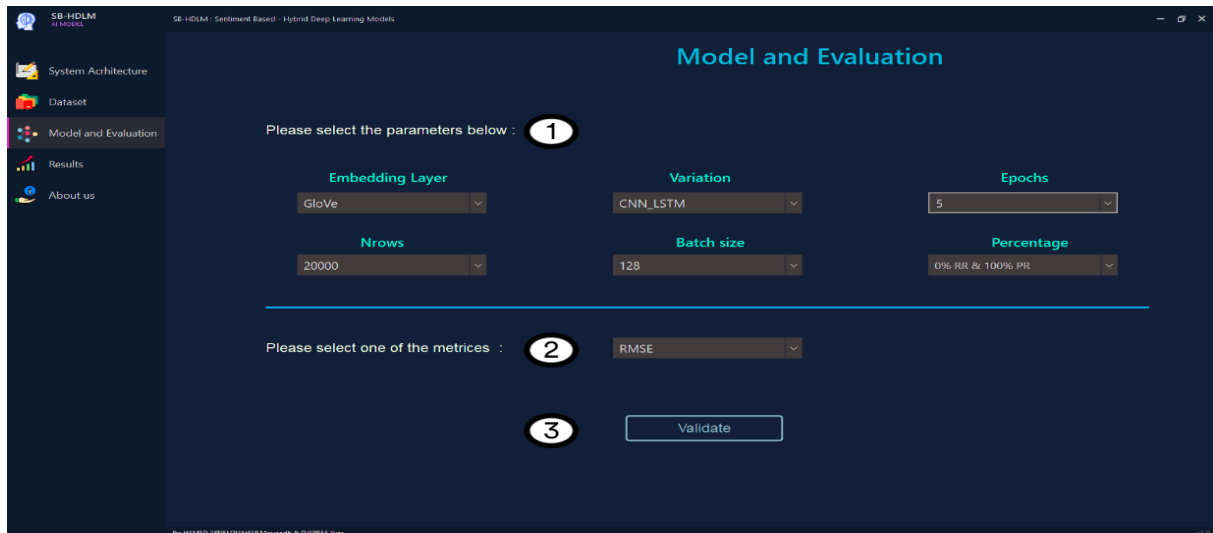 SB-HDLM
AI MODEL
SB-HDLM : Sentiment Based - Hybrid Deep Learning Models
System Acrhitecture
Dataset
Model and Evaluation
Results
About us
Model and Evaluation
Please select the parameters below :
1
Embedding Layer
Variation
Epochs
GloVe
CNN_LSTM
5
Nrows
Batch size
Percentage
20000
128
0% RR & 100% PR
Please select one of the metrices :
2
RMSE
3
Validate